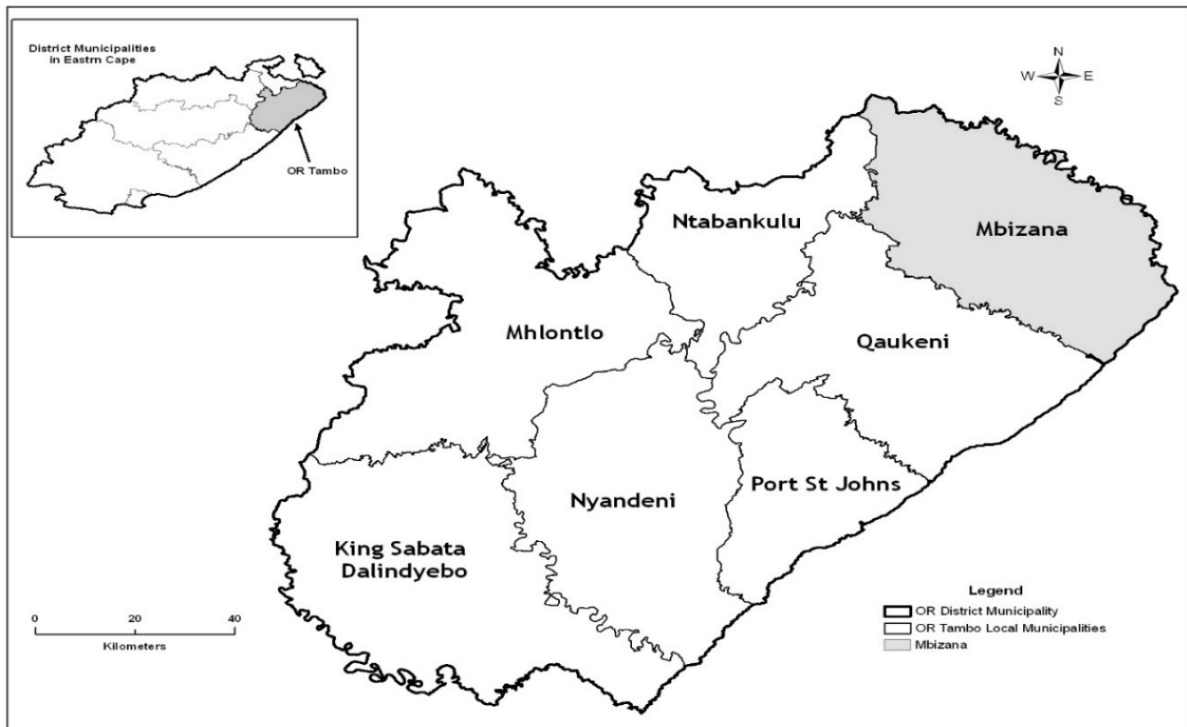 District Municipalities
in Eastrn Cape
OR Tambo
N
W E
S
Ntabankulu
Mbizana
Mhlontlo
Qaukeni
Port St Johns
Nyandeni
King Sabata
Dalindyebo
0 20 40
Kilometers
Legend
OR District Municipality
OR Tambo Local Municipalities
Mbizana